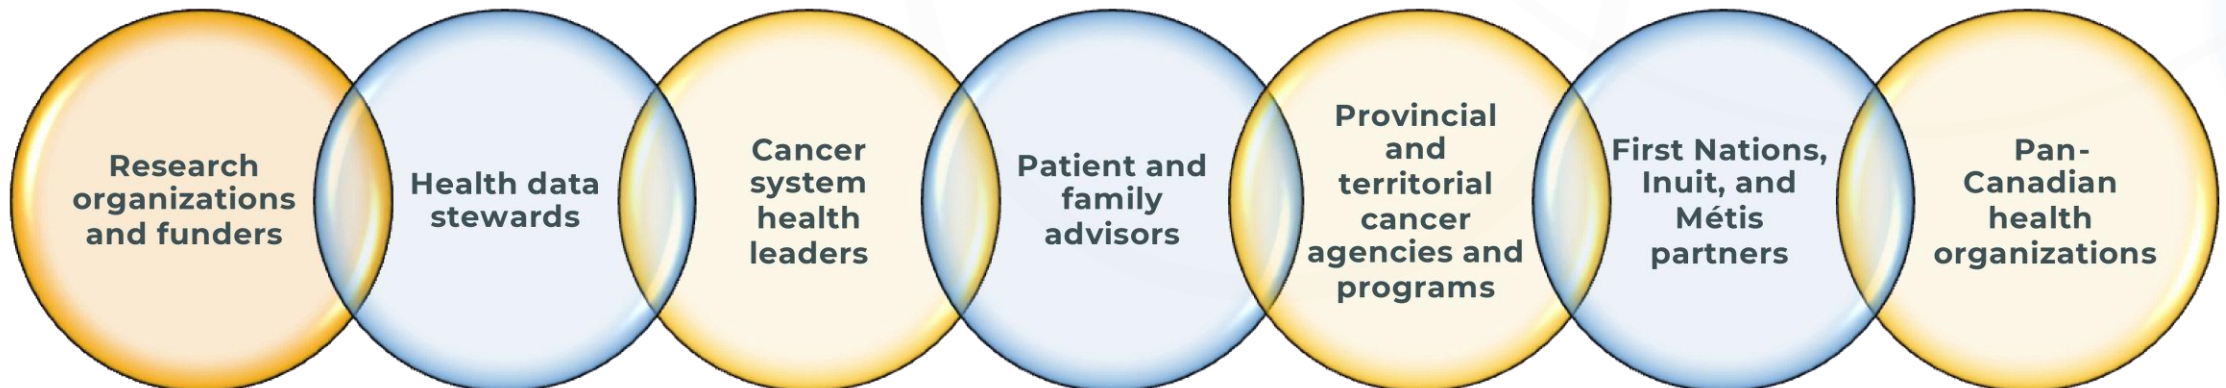 Research
organizations
and funders
Health data
stewards
Cancer
system
health
leaders
Patient and
family
advisors
Provincial
and
territorial
cancer
agencies and
programs
First Nations,
Inuit, and
Métis
partners
Pan-
Canadian
health
organizations